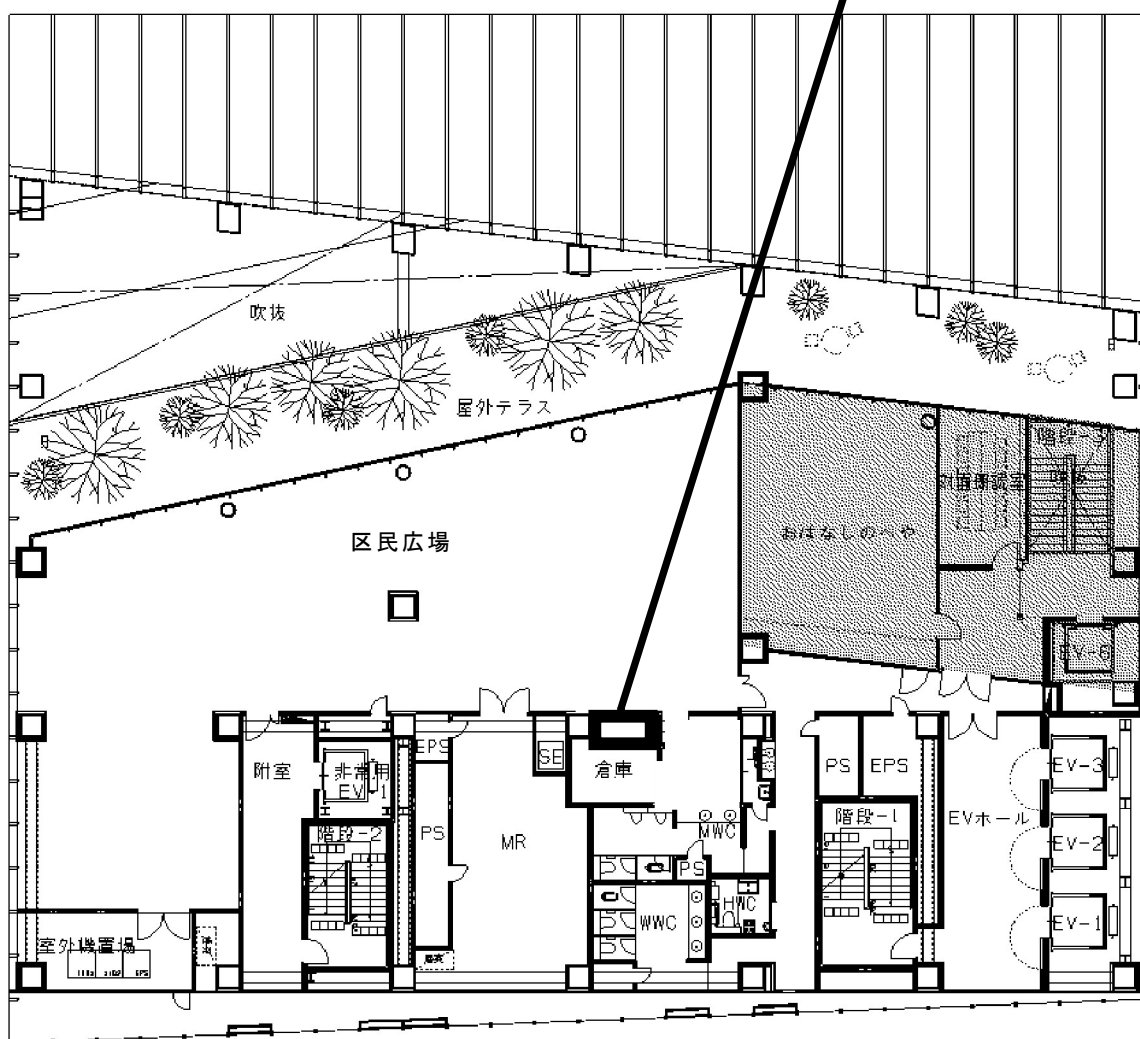 吹抜
屋外テラス
区民広場
おはなしのへや
階段-3
EV-6
附室
非常用
EV-1
階段-2
EPS
PS
MR
SE
倉庫
MWC
PS
HWC
WWC
PS
EPS
階段-1
EVホール
EV-3
EV-2
EV-1
室外機置場